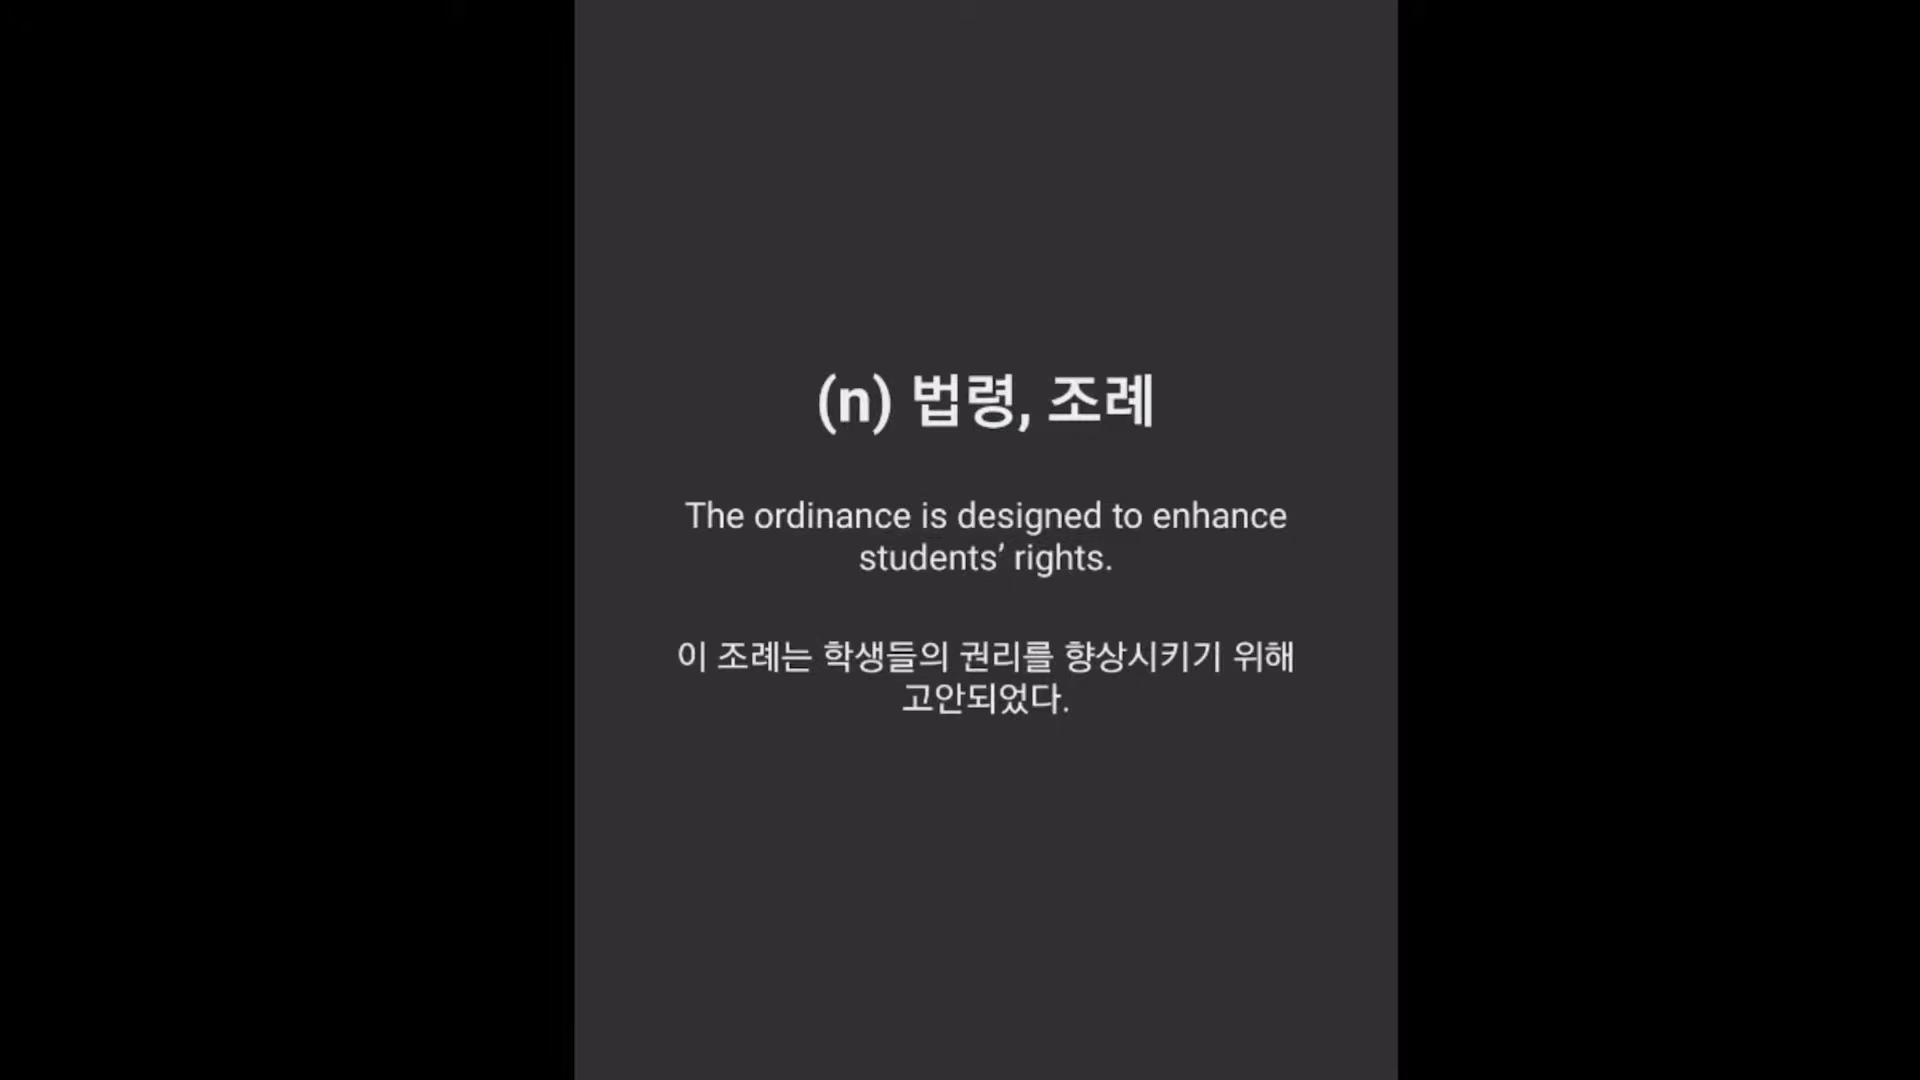 (n) 법령, 조례
The ordinance is designed to enhance
students’ rights.
이 조례는 학생들의 권리를 향상시키기 위해
고안되었다.